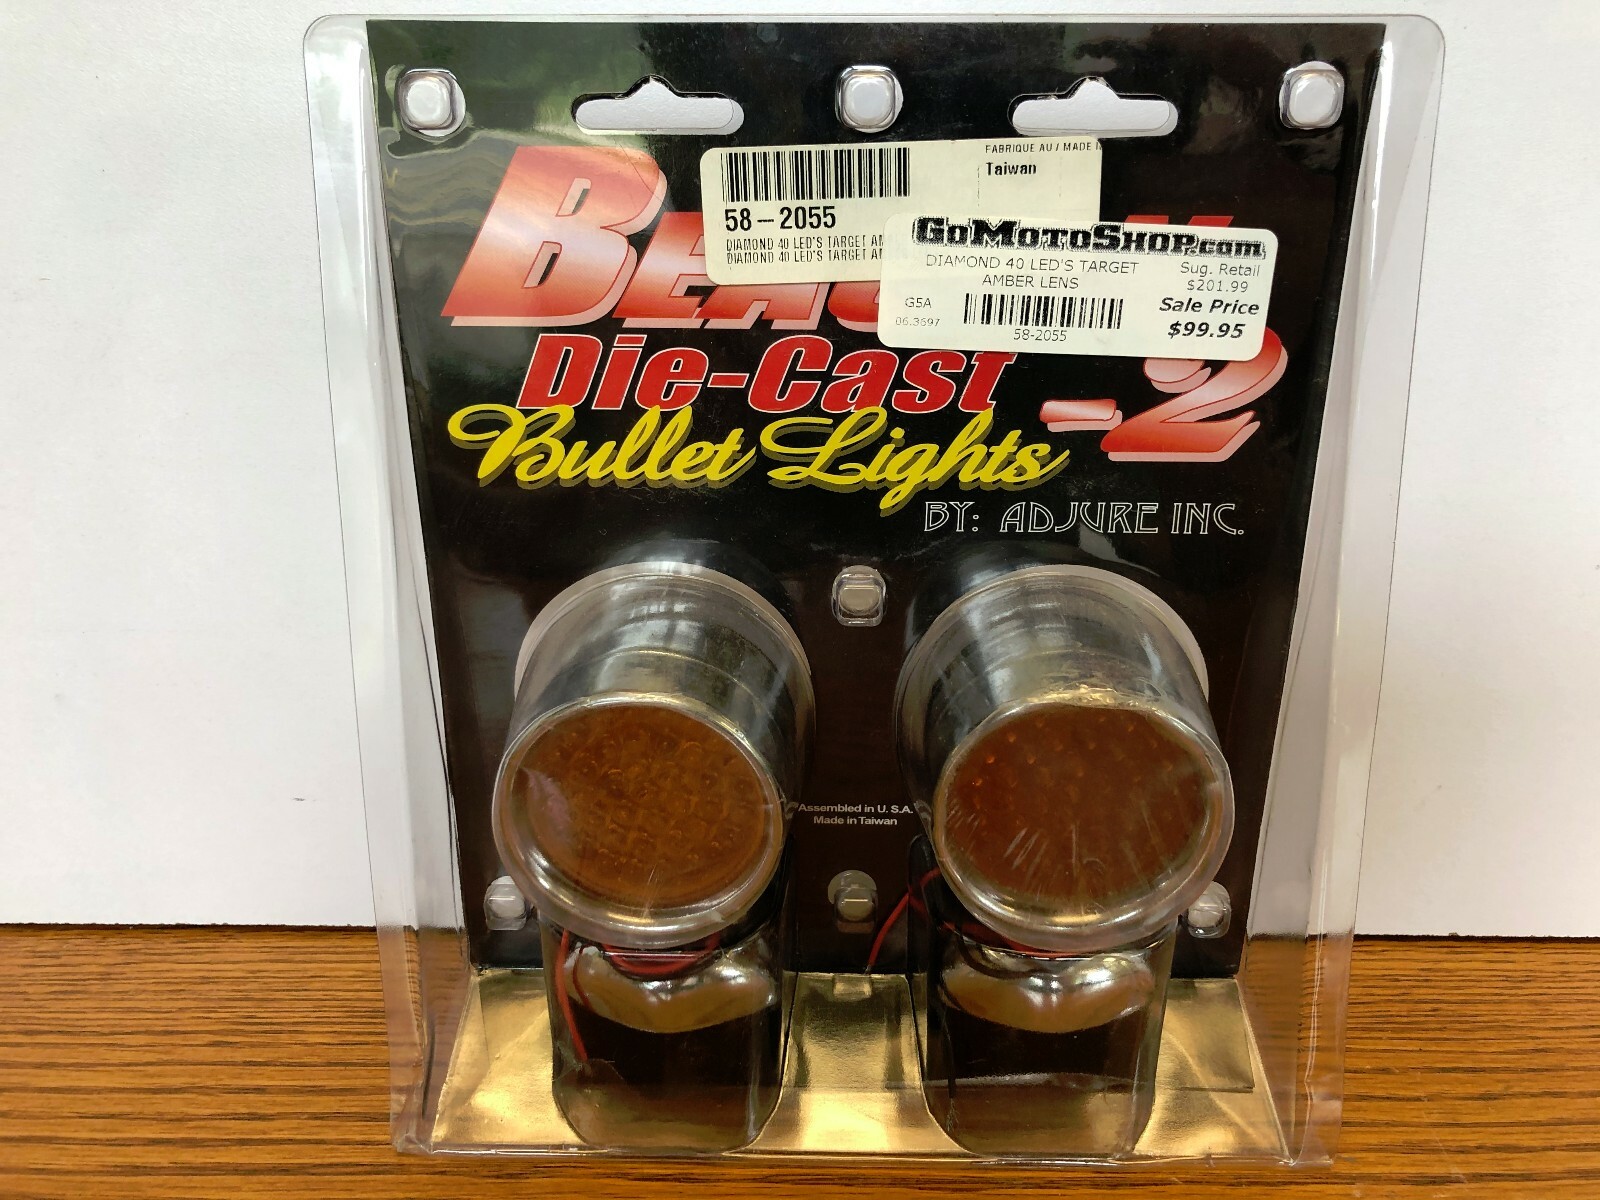 FABRIQUE AU / MADE
Taiwan
58-2055
DIAMOND 40 LED'S TARGET
DIAMOND 40 LED'S TARGET
GoMotoShop.com
DIAMOND 40 LED'S TARGET
AMBER LENS
Sug. Retail
$201.99
G5A
06.3697
Sale Price
$99.95
58-2055
-2
Die-Cast
Bullet Lights
BY: ADJURE INC.
Assembled in U.S.A.
Made in Taiwan